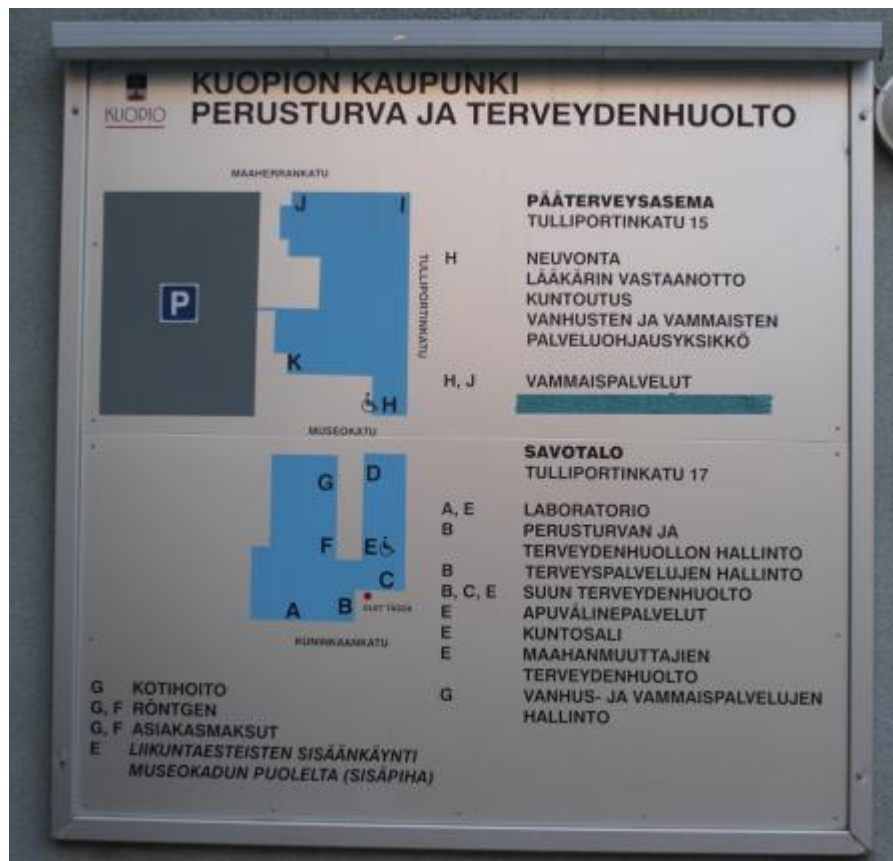 KUOPIO
KUOPION KAUPUNKI
PERUSTURVA JA TERVEYDENHUOLTO
MAAHERRANKATU
J I
P
TULLIPORTINKATU
K
H
MUSEOKATU
PÄÄTERVEYSASEMA
TULLIPORTINKATU 15
H NEUVONTA
LÄÄKÄRIN VASTAANOTTO
KUNTOUTUS
VANHUSTEN JA VAMMAISTEN
PALVELUOHJAUSYKSIKKÖ
H, J VAMMAISPALVELUT
G D
F E
C
A B
OLET TÄSSÄ
KUNINKAANKATU
SAVOTALO
TULLIPORTINKATU 17
A, E LABORATORIO
B PERUSTURVAN JA
TERVEYDENHUOLLON HALLINTO
B TERVEYSPALVELUJEN HALLINTO
B, C, E SUUN TERVEYDENHUOLTO
E APUVÄLINEPALVELUT
E KUNTOSALI
E MAAHANMUUTTAJIEN
TERVEYDENHUOLTO
G VANHUS- JA VAMMAISPALVELUJEN
HALLINTO
G KOTIHOITO
G, F RÖNTGEN
G, F ASIAKASMAKSUT
E LIIKUNTAESTEISTEN SISÄÄNKÄYNTI
MUSEOKADUN PUOLELTA (SISÄPIHA)